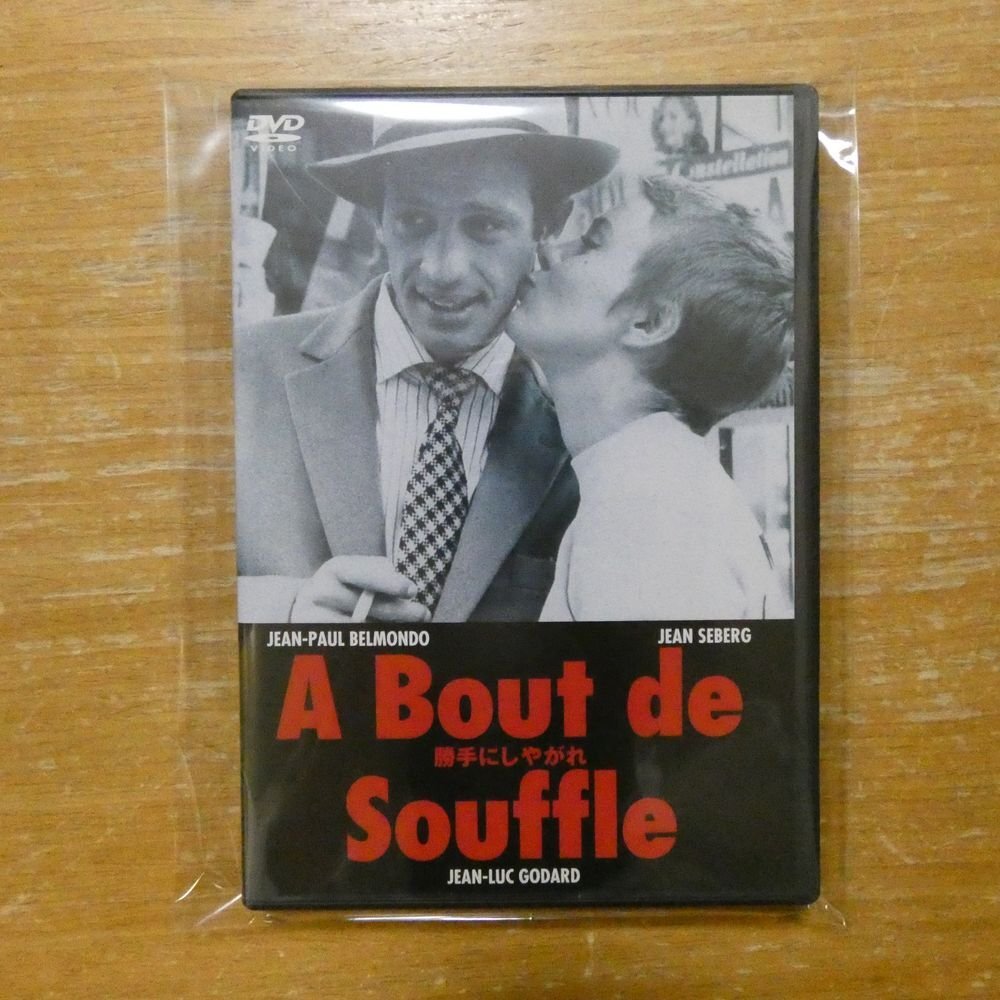 DVD
VIDEO
Constellation
JEAN-PAUL BELMONDO
JEAN SEBERG
A Bout de
勝手にしやがれ
Souffle
JEAN-LUC GODARD